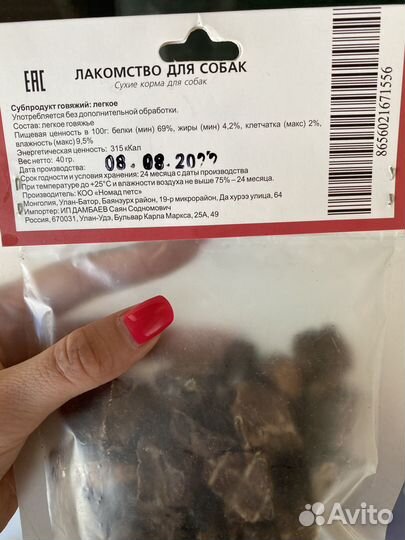 EAC
ЛАКОМСТВО ДЛЯ СОБАК
Сухие корма для собак
Субпродукт говяжий: легкое
Употребляется без дополнительной обработки.
Состав: легкое говяжье
Пищевая ценность в 100г: белки (мин) 69%, жиры (мин) 4,2%, клетчатка (макс) 2%,
влажность (макс) 9,5%
Энергетическая ценность: 315 кКал
Вес нетто: 40 гр.
Дата производства: 08.08.2023
Срок годности и условия хранения: 24 месяца с даты производства
При температуре до +25°С и влажности воздуха не выше 75% – 24 месяца.
Производитель: КОО «Номад петс»
Монголия, Улан-Батор, Баянзурх район, 19-р микрорайон, Да хурээ улица, 64
Импортер: ИП ДАМБАЕВ Саян Содномович
Россия, 670031, Улан-Удэ, Бульвар Карла Маркса, 25А, 49
8656021671556
Avito